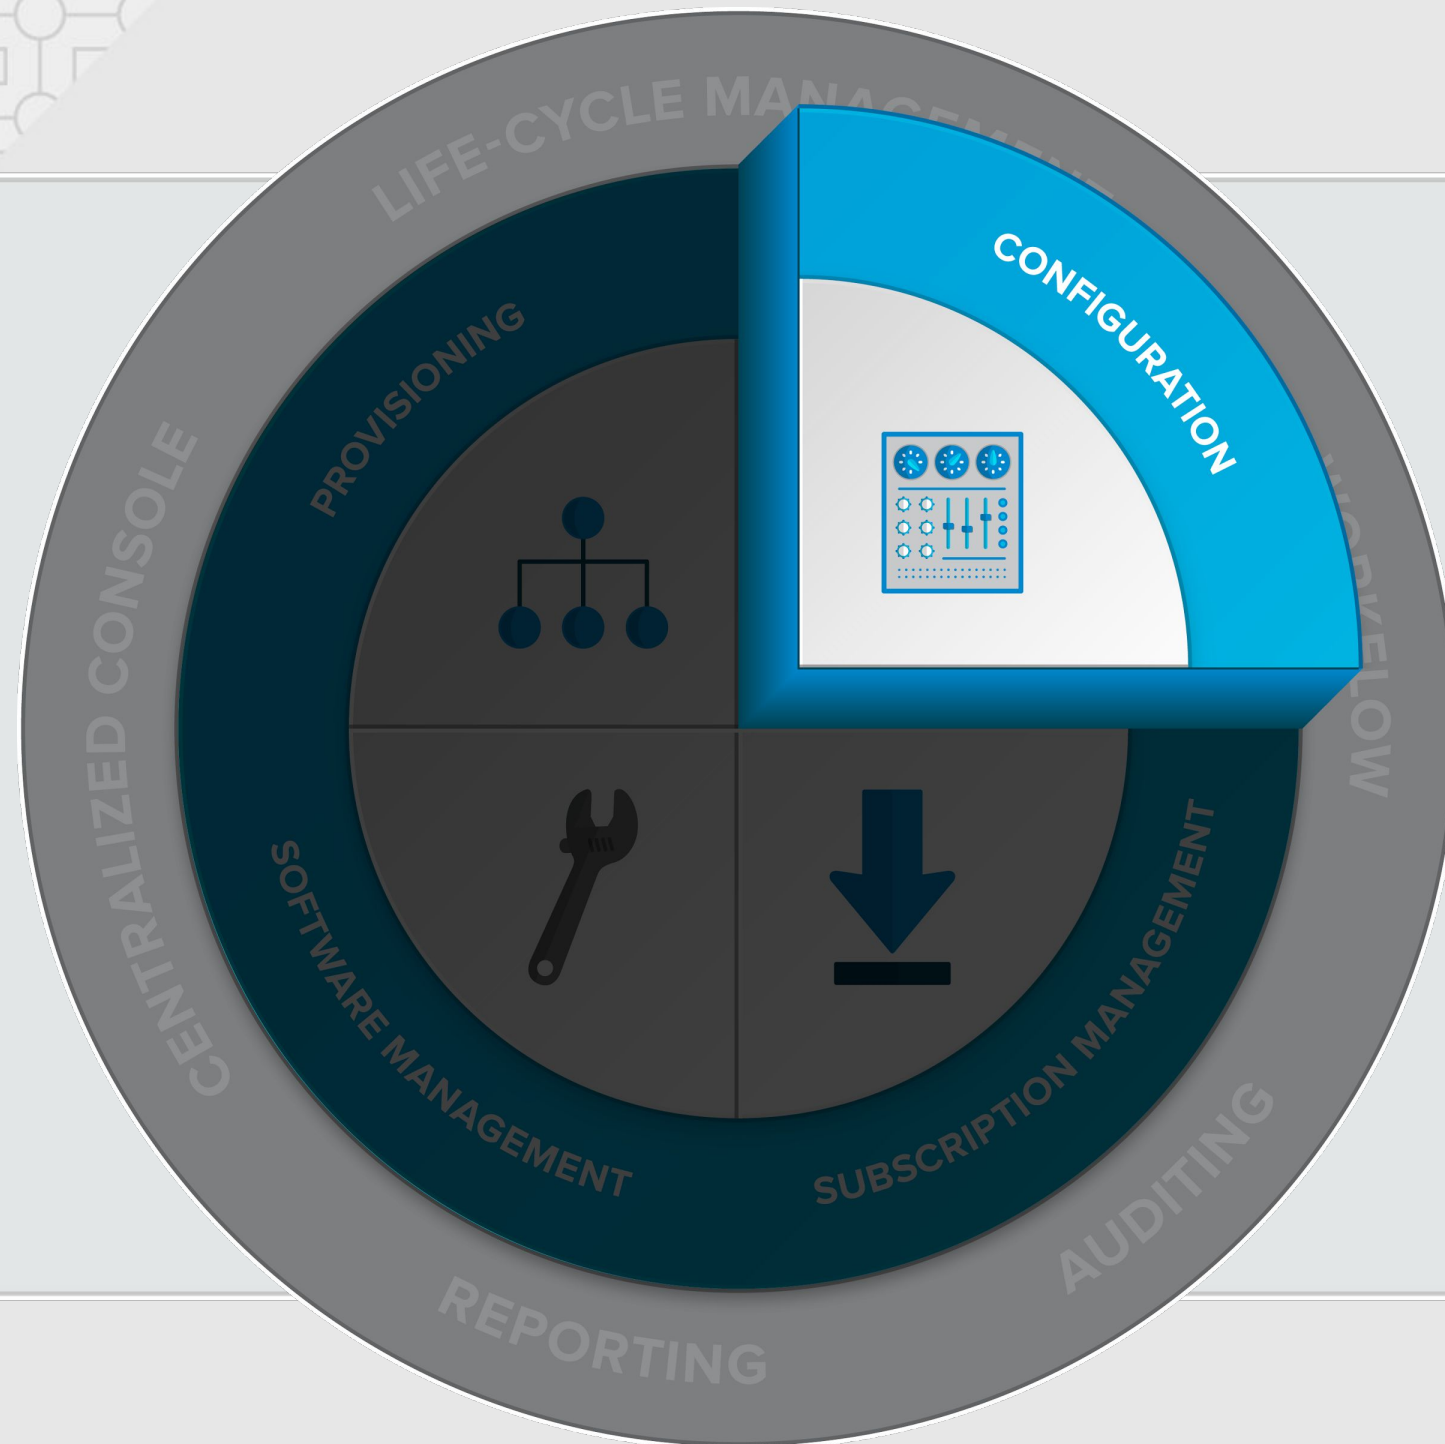 LIFE-CYCLE MANAGEMENT
CONFIGURATION
PROVISIONING
CENTRALIZED CONSOLE
WORKFLOW
SOFTWARE MANAGEMENT
SUBSCRIPTION MANAGEMENT
AUDITING
REPORTING